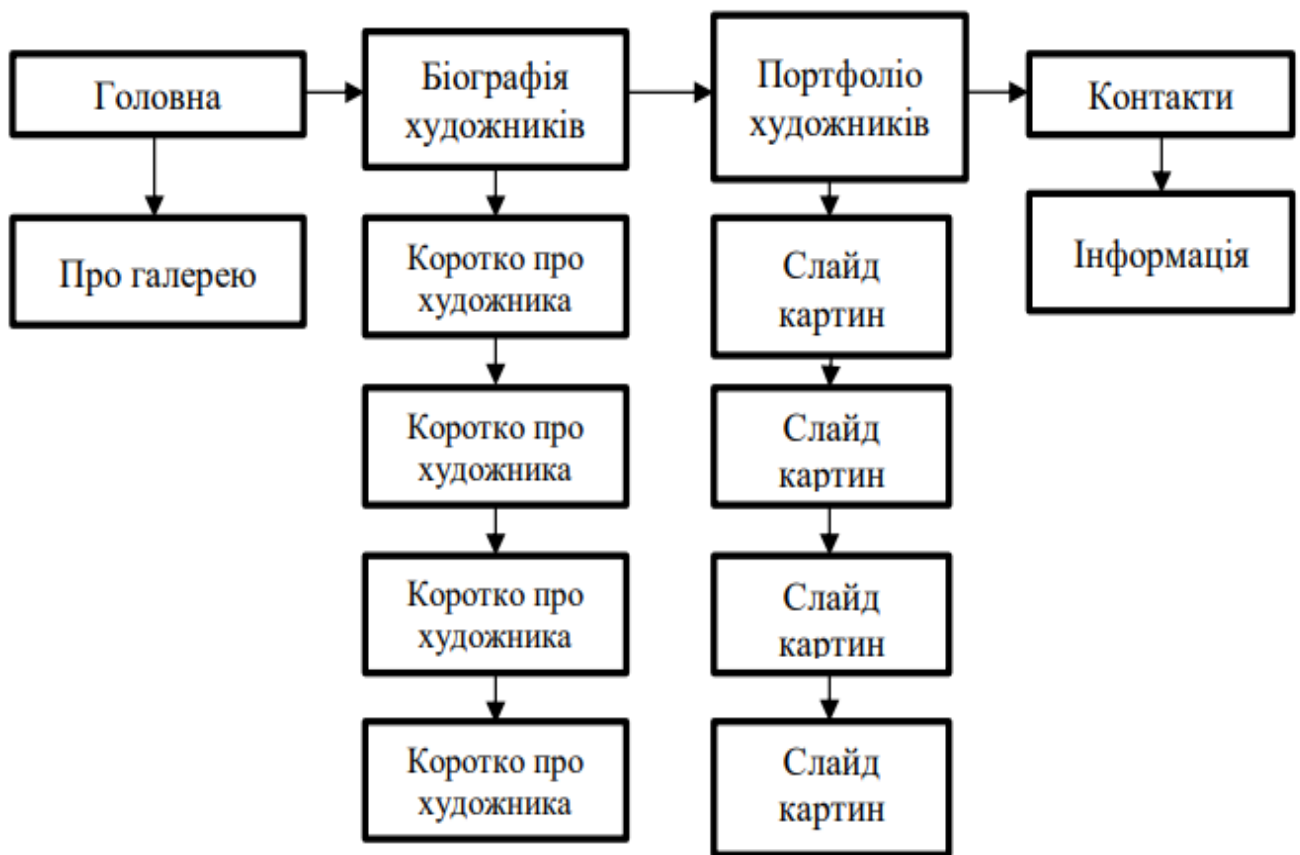 Головна
Біографія
художників
Портфоліо
художників
Контакти
Про галерею
Коротко про
художника
Слайд
картин
Інформація
Коротко про
художника
Слайд
картин
Коротко про
художника
Слайд
картин
Коротко про
художника
Слайд
картин